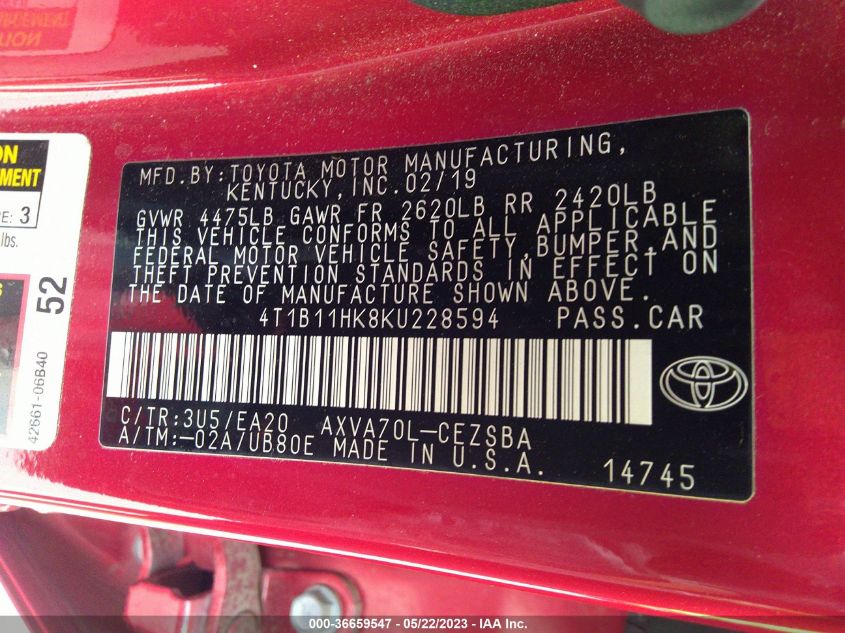 ON
EMENT
RE: 3
lbs.
52
42661-06B40
MFD.BY:TOYOTA MOTOR MANUFACTURING,
KENTUCKY,INC.02/19
GVWR 4475LB GAWR FR 2620LB RR 2420LB
THIS VEHICLE CONFORMS TO ALL APPLICABLE
FEDERAL MOTOR VEHICLE SAFETY,BUMPER,AND
THEFT PREVENTION STANDARDS IN EFFECT ON
THE DATE OF MANUFACTURE SHOWN ABOVE.
4T1B11HK8KU228594 PASS.CAR
C/TR:3U5/EA20 AXVA70L-CEZSBA
A/TM:-02A/UB80E MADE IN U.S.A.
14745
000-36659547 - 05/22/2023 - IAA Inc.